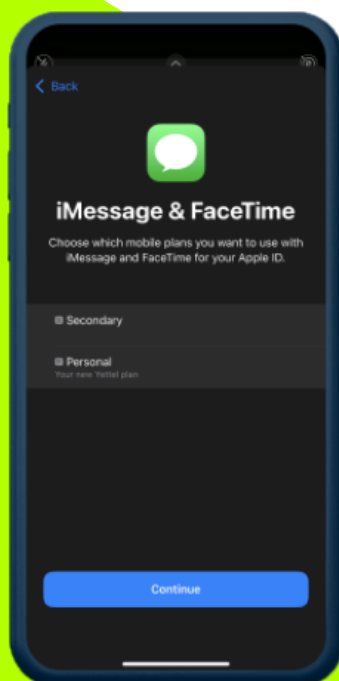 Back
iMessage & FaceTime
Choose which mobile plans you want to use with
iMessage and FaceTime for your Apple ID.
Secondary
Personal
Your new Yettel plan
Continue